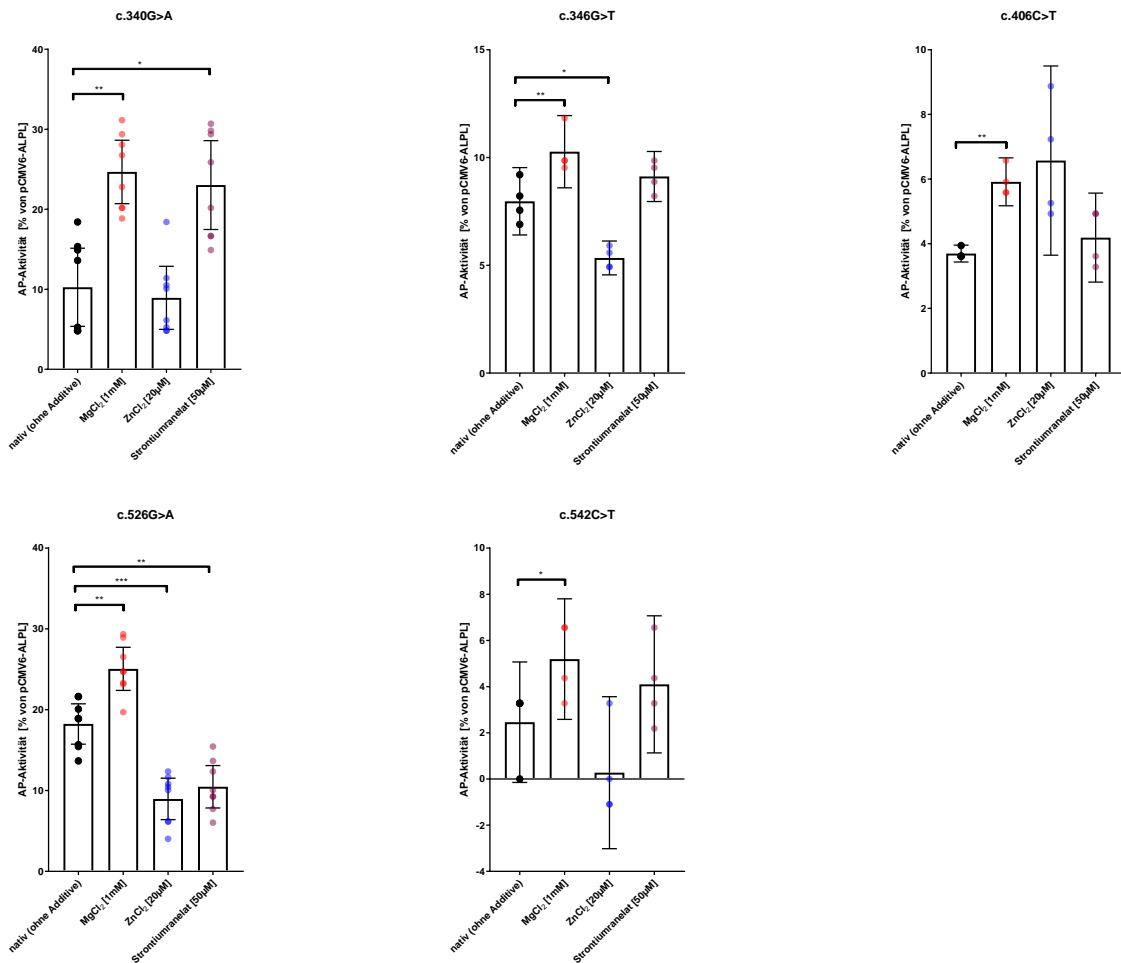 c.340G>A
AP-Aktivität [% von pCMV6-ALPL]
40
30
20
10
0
*
**
nativ (ohne Additive)
MgCl₂ [1mM]
ZnCl₂ [20µM]
Strontiumranelat [50µM]
c.346G>T
AP-Aktivität [% von pCMV6-ALPL]
15
10
5
0
*
**
nativ (ohne Additive)
MgCl₂ [1mM]
ZnCl₂ [20µM]
Strontiumranelat [50µM]
c.406C>T
AP-Aktivität [% von pCMV6-ALPL]
10
8
6
4
2
0
**
nativ (ohne Additive)
MgCl₂ [1mM]
ZnCl₂ [20µM]
Strontiumranelat [50µM]
c.526G>A
AP-Aktivität [% von pCMV6-ALPL]
40
30
20
10
0
**
***
**
nativ (ohne Additive)
MgCl₂ [1mM]
ZnCl₂ [20µM]
Strontiumranelat [50µM]
c.542C>T
AP-Aktivität [% von pCMV6-ALPL]
10
8
6
4
2
0
-2
-4
*
nativ (ohne Additive)
MgCl₂ [1mM]
ZnCl₂ [20µM]
Strontiumranelat [50µM]